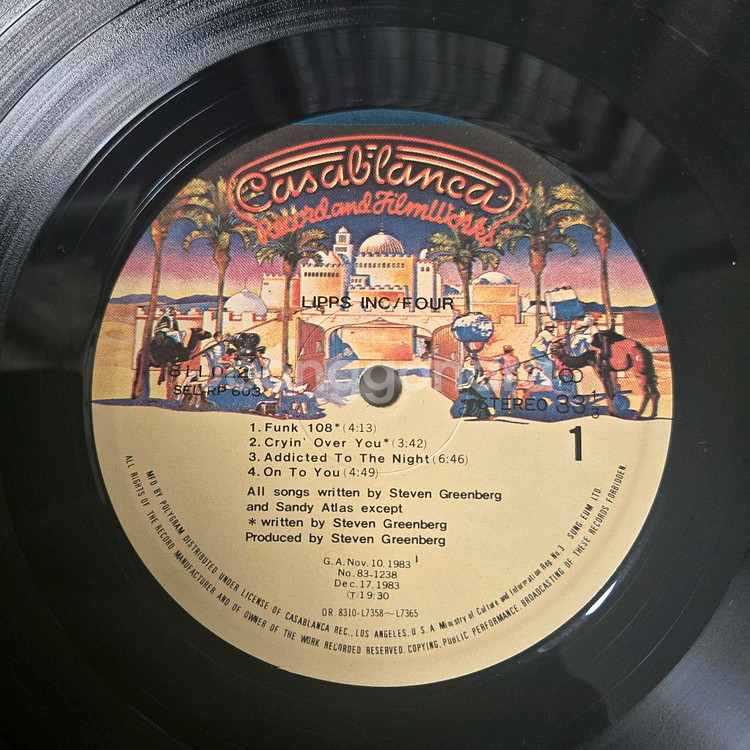 Casablanca
Record and FilmWorks
LIPPS INC/FOUR
SEL-RP 603
STEREO 33 1/3
1
1. Funk 108* (4:13)
2. Cryin' Over You* (3:42)
3. Addicted To The Night (6:46)
4. On To You (4:49)
All songs written by Steven Greenberg
and Sandy Atlas except
* written by Steven Greenberg
Produced by Steven Greenberg
G.A. Nov. 10. 1983
No. 83-1238
Dec. 17. 1983
Ⓣ 19:30
OR. 8310-L7358~L7365
MFD BY POLYGRAM DISTRIBUTED UNDER LICENSE OF CASABLANCA REC., LOS ANGELES, U.S.A. Ministry of Culture and Information Reg. No. 3 SUNG EUM LTD.
ALL RIGHTS OF THE RECORD MANUFACTURER AND OF OWNER OF THE WORK RECORDED RESERVED. COPYING, PUBLIC PERFORMANCE, BROADCASTING OF THESE RECORDS FORBIDDEN.